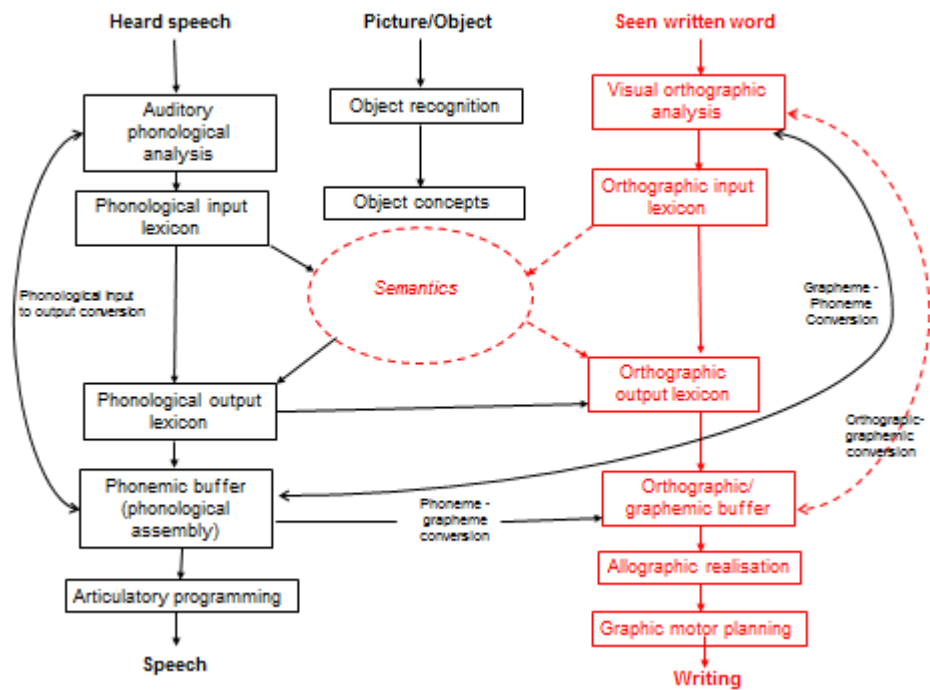 Heard speech
Picture/Object
Seen written word
Auditory
phonological
analysis
Object recognition
Visual orthographic
analysis
Phonological input
lexicon
Object concepts
Orthographic input
lexicon
Semantics
Phonological input
to output conversion
Grapheme -
Phoneme
Conversion
Phonological output
lexicon
Orthographic
output lexicon
Orthograpic-
graphemic
conversion
Phonemic buffer
(phonological
assembly)
Phoneme -
grapheme
conversion
Orthographic/
graphemic buffer
Articulatory programming
Allographic realisation
Graphic motor planning
Speech
Writing